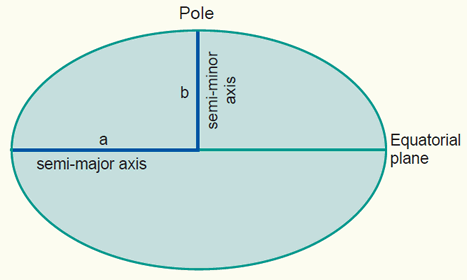 Pole
b
semi-minor
axis
a
semi-major axis
Equatorial
plane